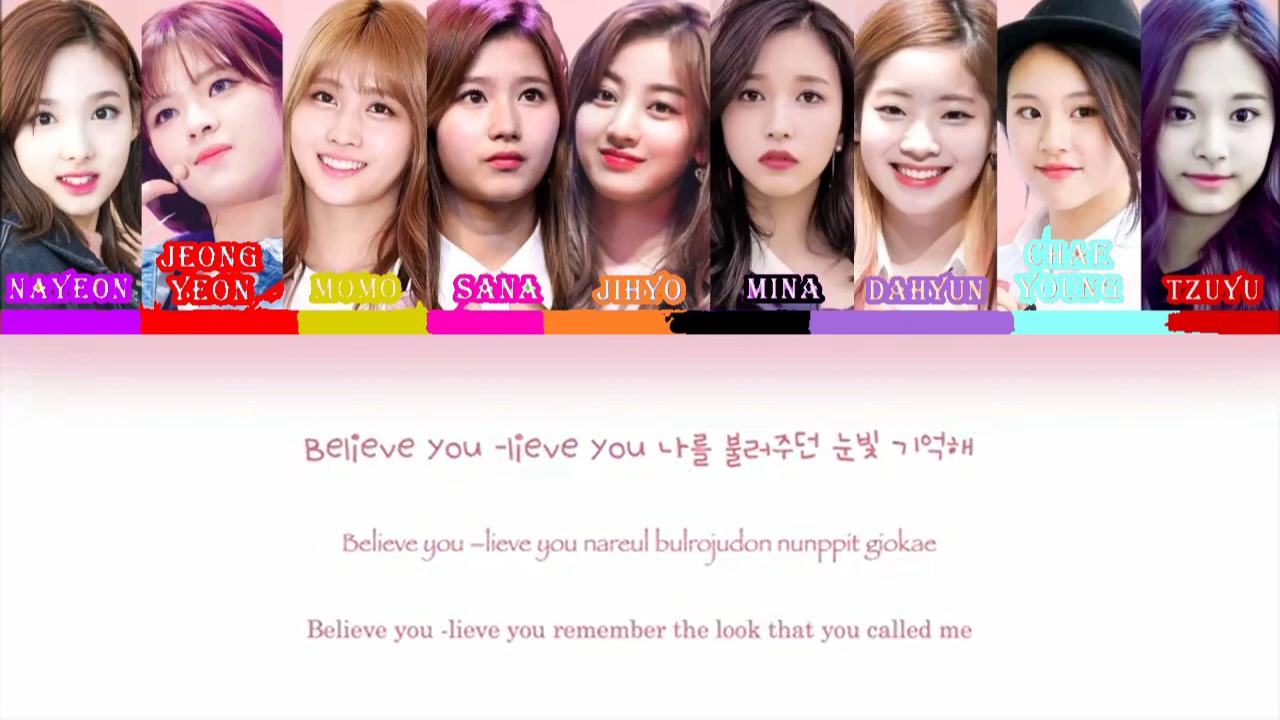 NAYEON
JEONG
YEON
MOMO
SANA
JIHYO
MINA
DAHYUN
CHAE
YOUNG
TZUYU
Believe you -lieve you 나를 불러주던 눈빛 기억해
Believe you –lieve you nareul bulrojudon nunppit giokae
Believe you -lieve you remember the look that you called me